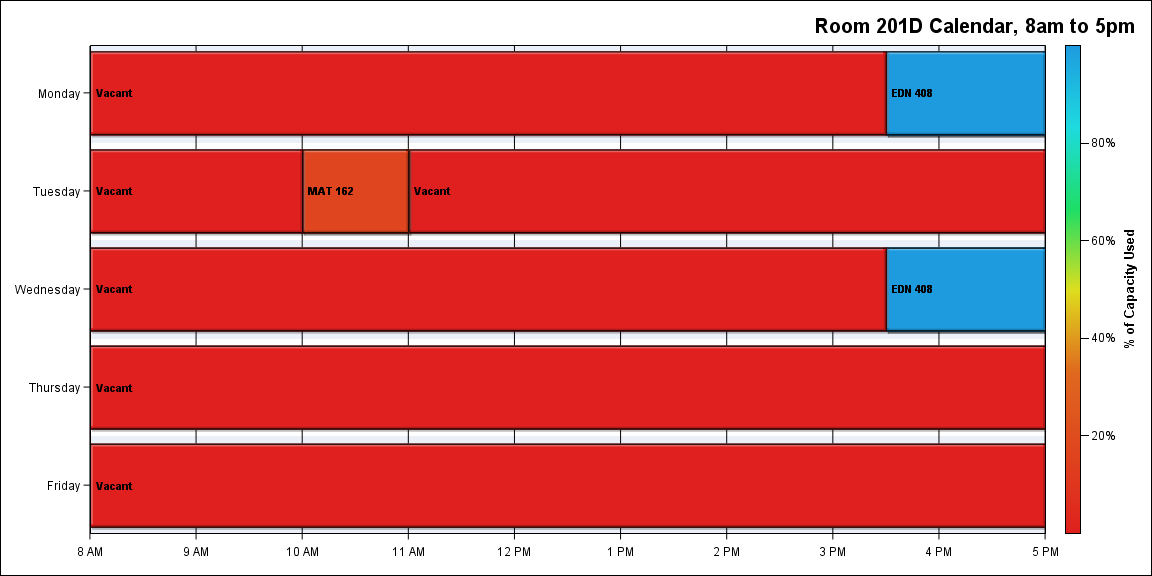 Room 201D Calendar, 8am to 5pm
Monday
Vacant
EDN 408
Tuesday
Vacant
MAT 162
Vacant
Wednesday
Vacant
EDN 408
Thursday
Vacant
Friday
Vacant
8 AM
9 AM
10 AM
11 AM
12 PM
1 PM
2 PM
3 PM
4 PM
5 PM
80%
60%
40%
20%
% of Capacity Used